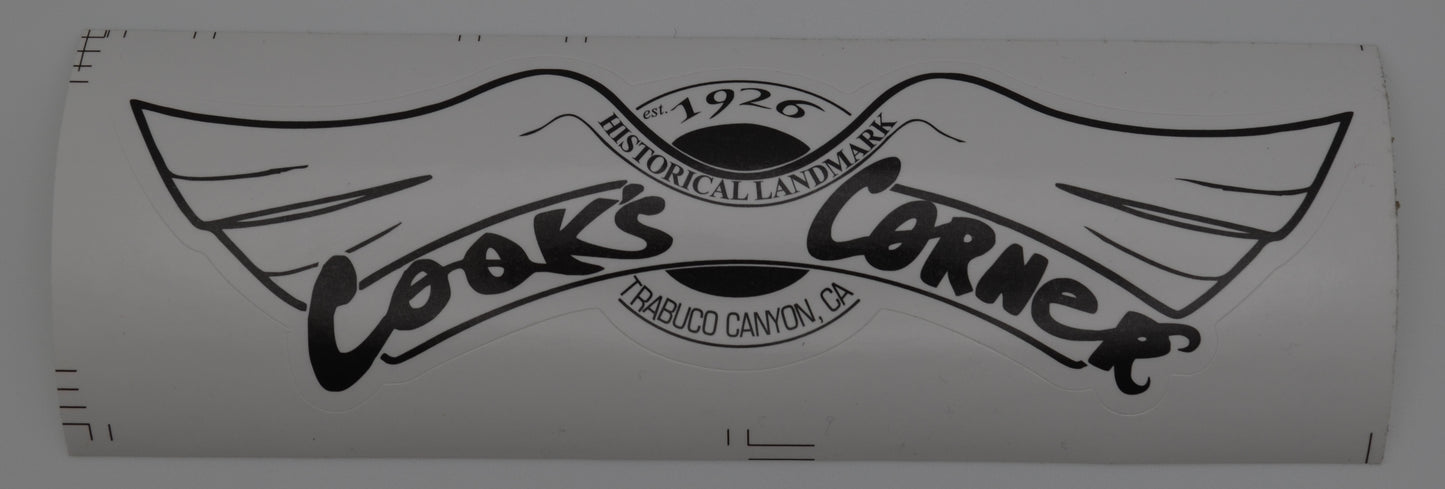 est. 1926
HISTORICAL LANDMARK
COOK'S CORNER
TRABUCO CANYON, CA